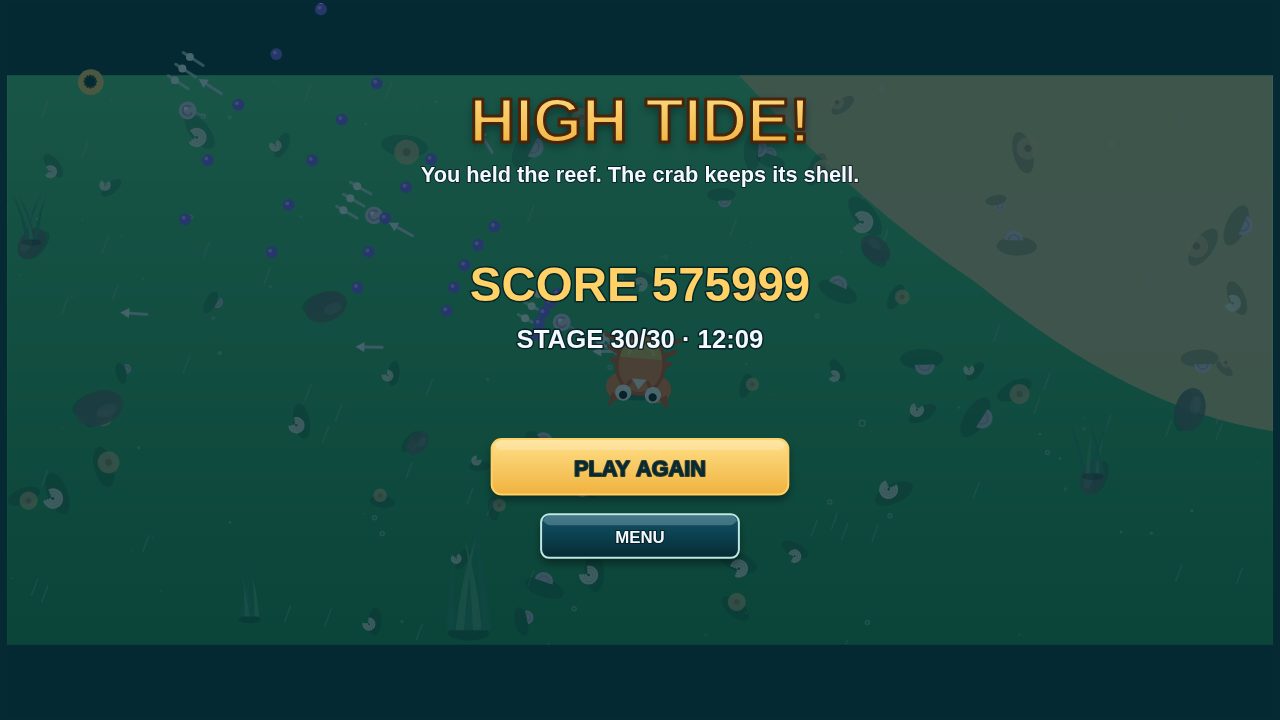 HIGH TIDE!
You held the reef. The crab keeps its shell.
SCORE 575999
STAGE 30/30 · 12:09
PLAY AGAIN
MENU